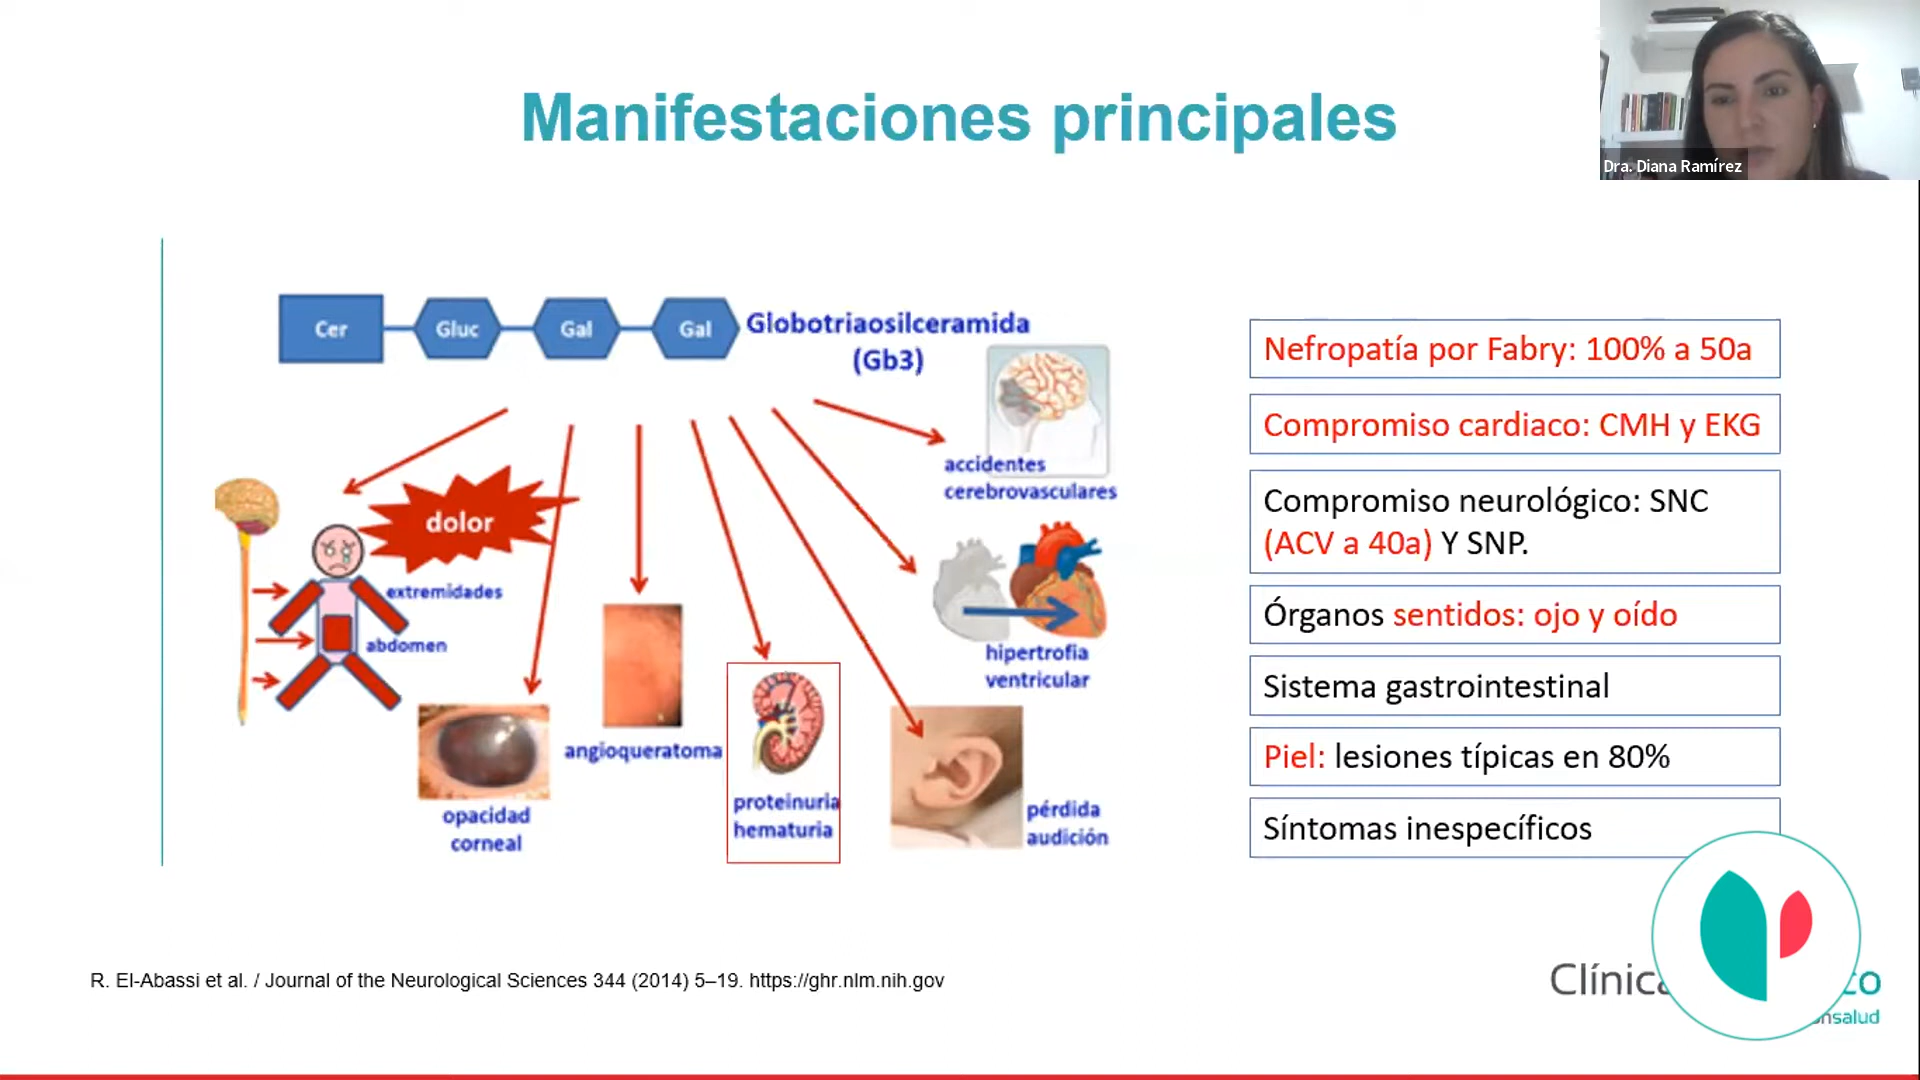 Manifestaciones principales
Dra. Diana Ramírez
Cer
Gluc
Gal
Gal
Globotriaosilceramida
(Gb3)
accidentes
cerebrovasculares
dolor
extremidades
abdomen
hipertrofia
ventricular
angioqueratoma
opacidad
corneal
proteinuria
hematuria
pérdida
audición
Nefropatía por Fabry: 100% a 50a
Compromiso cardiaco: CMH y EKG
Compromiso neurológico: SNC
(ACV a 40a) Y SNP.
Órganos sentidos: ojo y oído
Sistema gastrointestinal
Piel: lesiones típicas en 80%
Síntomas inespecíficos
R. El-Abassi et al. / Journal of the Neurological Sciences 344 (2014) 5–19. https://ghr.nlm.nih.gov